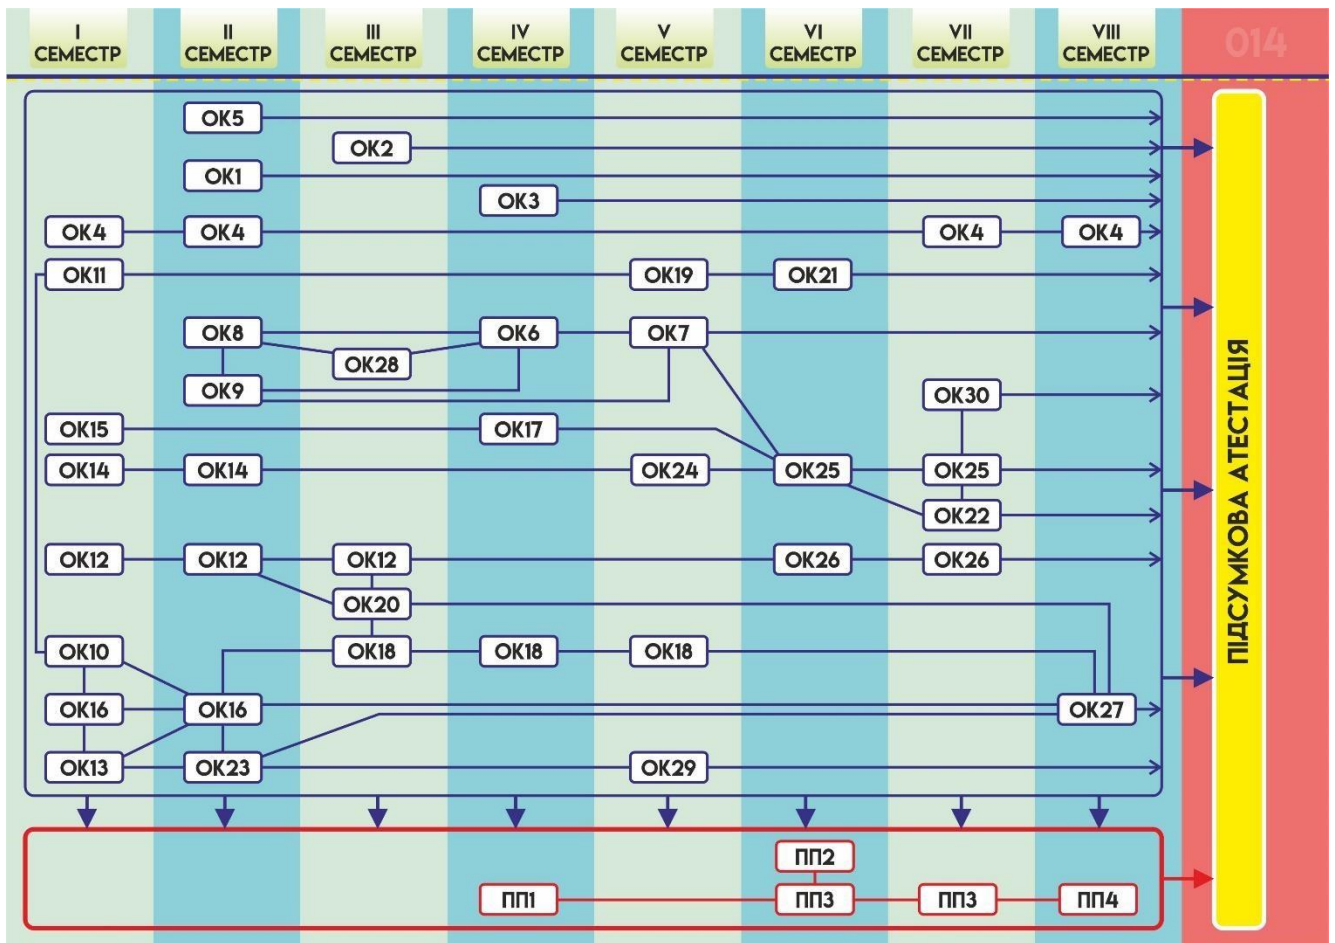 I
СЕМЕСТР
II
СЕМЕСТР
III
СЕМЕСТР
IV
СЕМЕСТР
V
СЕМЕСТР
VI
СЕМЕСТР
VII
СЕМЕСТР
VIII
СЕМЕСТР
014
ОК5
ОК2
ОК1
ОК3
ОК4 ОК4 ОК4 ОК4
ОК11 ОК19 ОК21
ОК8 ОК6 ОК7
ОК28
ОК9 ОК30
ОК15 ОК17
ОК14 ОК14 ОК24 ОК25 ОК25
ОК22
ОК12 ОК12 ОК12 ОК26 ОК26
ОК20
ОК10 ОК18 ОК18 ОК18
ОК16 ОК16 ОК27
ОК13 ОК23 ОК29
ПП2
ПП1 ПП3 ПП3 ПП4
ПІДСУМКОВА АТЕСТАЦІЯ